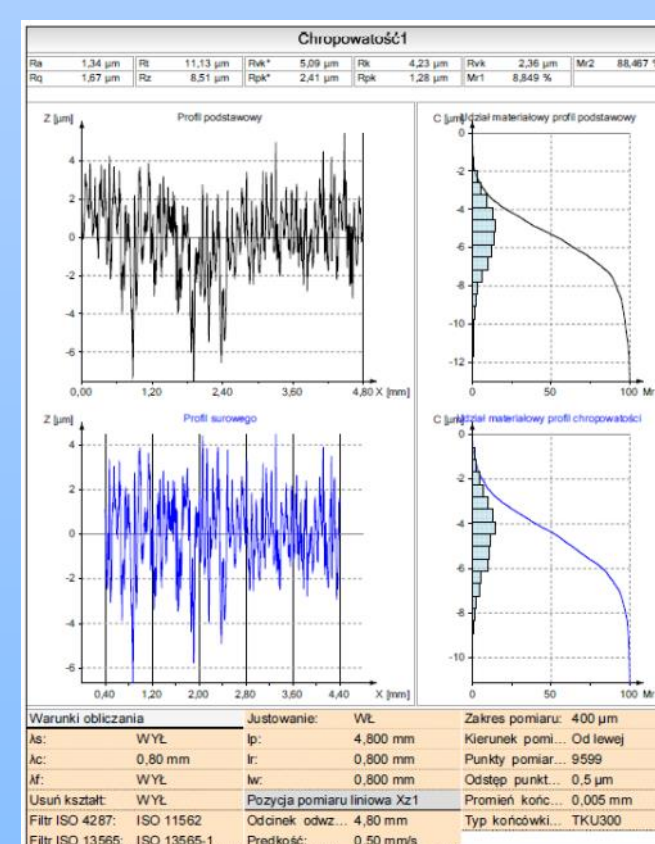 Chropowatość1
Ra 1,34 µm Rt 11,13 µm Rvk* 5,09 µm Rk 4,23 µm Rvk 2,36 µm Mr2 88,467 %
Rq 1,67 µm Rz 8,51 µm Rpk* 2,41 µm Rpk 1,28 µm Mr1 8,849 %
Z [µm] Profil podstawowy
4
2
0
-2
-4
-6
0,00 1,20 2,40 3,60 4,80 X [mm]
C [µm] Udział materiałowy profil podstawowy
0
-2
-4
-6
-8
-10
-12
0 50 100 Mr
Z [µm] Profil surowego
4
2
0
-2
-4
-6
0,40 1,20 2,00 2,80 3,60 4,40 X [mm]
C [µm] Udział materiałowy profil chropowatości
0
-2
-4
-6
-8
-10
0 50 100 Mr
Warunki obliczania Justowanie: WŁ Zakres pomiaru: 400 µm
λs: WYŁ lp: 4,800 mm Kierunek pomi... Od lewej
λc: 0,80 mm lr: 0,800 mm Punkty pomiar... 9599
λf: WYŁ lw: 0,800 mm Odstęp punkt... 0,5 µm
Usuń kształt: WYŁ Pozycja pomiaru liniowa Xz1 Promień końc... 0,005 mm
Filtr ISO 4287: ISO 11562 Odcinek odwz... 4,80 mm Typ końcówki... TKU300
Filtr ISO 13565: ISO 13565-1 Prędkość: 0,50 mm/s